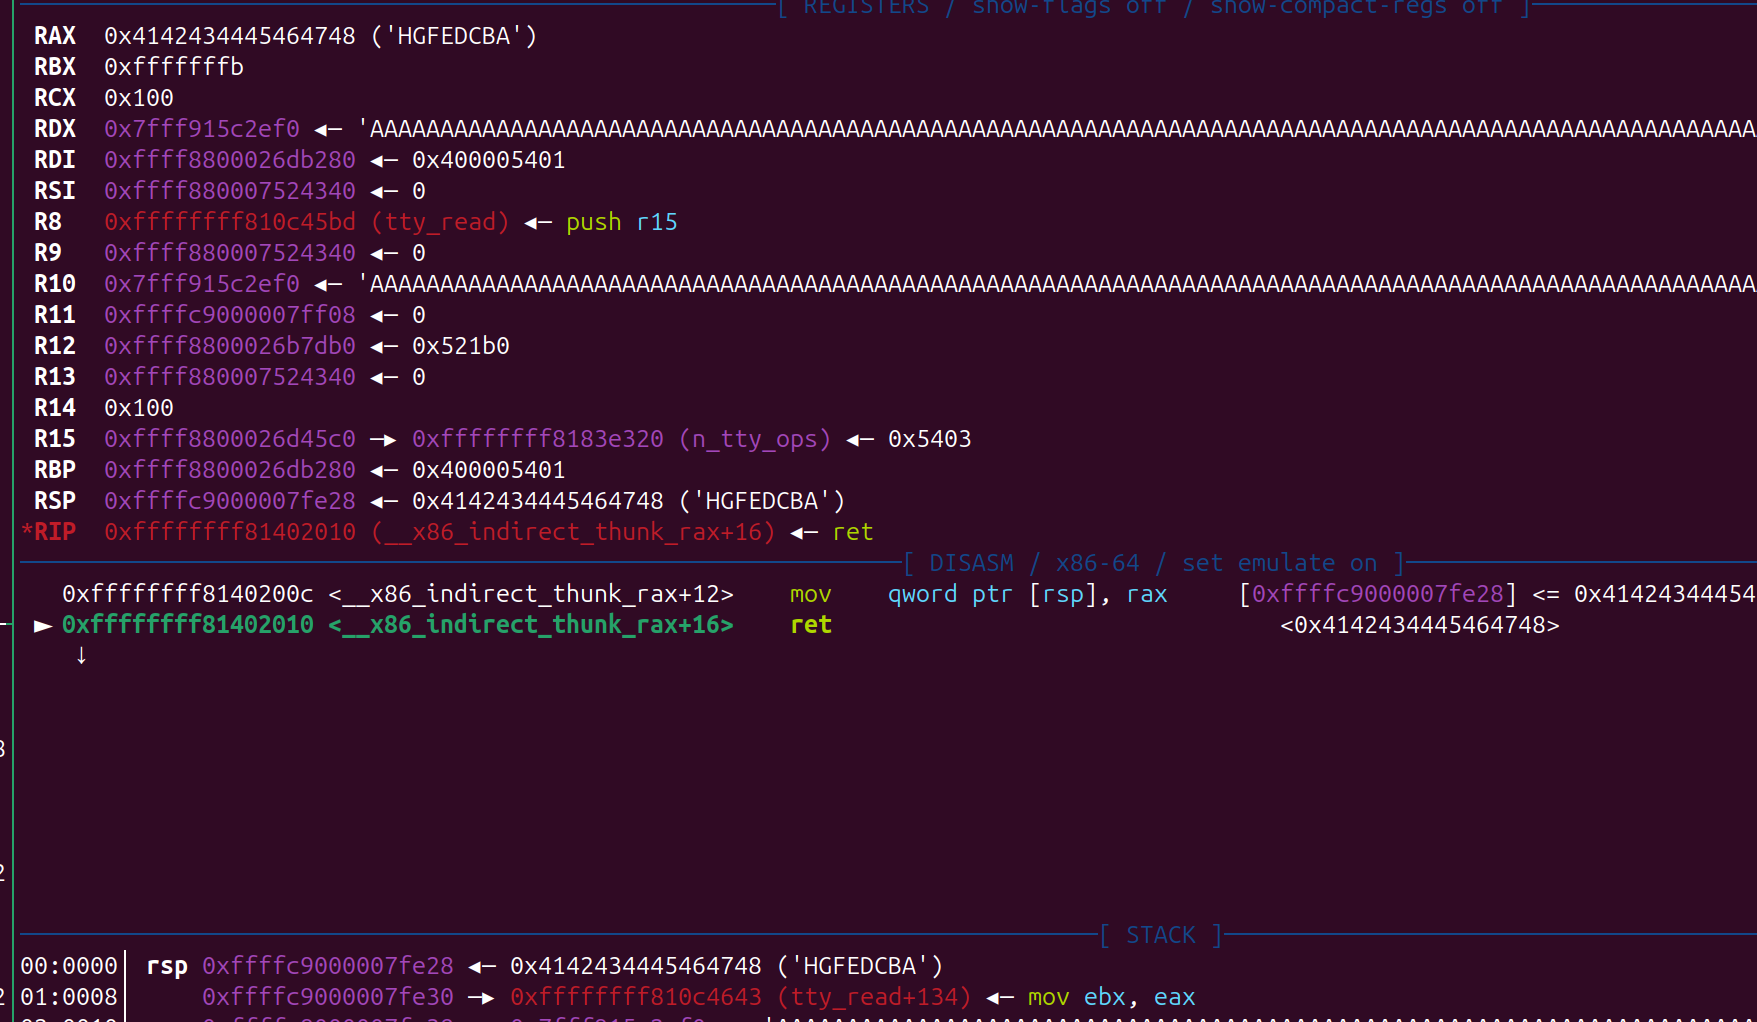 [ REGISTERS / show-flags off / show-compact-regs off ]
RAX 0x4142434445464748 ('HGFEDCBA')
RBX 0xfffffffb
RCX 0x100
RDX 0x7fff915c2ef0 ◂— 'AAAAAAAAAAAAAAAAAAAAAAAAAAAAAAAAAAAAAAAAAAAAAAAAAAAAAAAAAAAAAAAAAAAAAAAAAAAAAAAAAAAAAAAAAAAAAAAAAAA
RDI 0xffff8800026db280 ◂— 0x400005401
RSI 0xffff880007524340 ◂— 0
R8 0xffffffff810c45bd (tty_read) ◂— push r15
R9 0xffff880007524340 ◂— 0
R10 0x7fff915c2ef0 ◂— 'AAAAAAAAAAAAAAAAAAAAAAAAAAAAAAAAAAAAAAAAAAAAAAAAAAAAAAAAAAAAAAAAAAAAAAAAAAAAAAAAAAAAAAAAAAAAAAAAAAA
R11 0xffffc9000007ff08 ◂— 0
R12 0xffff8800026b7db0 ◂— 0x521b0
R13 0xffff880007524340 ◂— 0
R14 0x100
R15 0xffff8800026d45c0 —▸ 0xffffffff8183e320 (n_tty_ops) ◂— 0x5403
RBP 0xffff8800026db280 ◂— 0x400005401
RSP 0xffffc9000007fe28 ◂— 0x4142434445464748 ('HGFEDCBA')
*RIP 0xffffffff81402010 (__x86_indirect_thunk_rax+16) ◂— ret
[ DISASM / x86-64 / set emulate on ]
0xffffffff8140200c <__x86_indirect_thunk_rax+12> mov qword ptr [rsp], rax [0xffffc9000007fe28] <= 0x41424344454
► 0xffffffff81402010 <__x86_indirect_thunk_rax+16> ret <0x4142434445464748>
↓
[ STACK ]
00:0000│ rsp 0xffffc9000007fe28 ◂— 0x4142434445464748 ('HGFEDCBA')
01:0008│ 0xffffc9000007fe30 —▸ 0xffffffff810c4643 (tty_read+134) ◂— mov ebx, eax